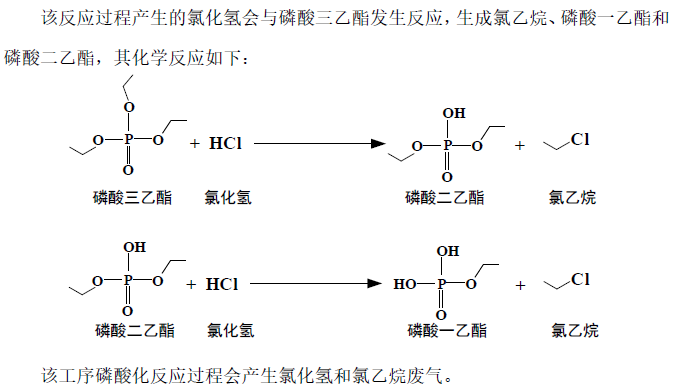 该反应过程产生的氯化氢会与磷酸三乙酯发生反应，生成氯乙烷、磷酸一乙酯和
磷酸二乙酯，其化学反应如下：
O
O P O + HCl
O
磷酸三乙酯 氯化氢
OH
O P O + Cl
O
磷酸二乙酯 氯乙烷
OH
O P O + HCl
O
磷酸二乙酯 氯化氢
OH
HO P O + Cl
O
磷酸一乙酯 氯乙烷
该工序磷酸化反应过程会产生氯化氢和氯乙烷废气。